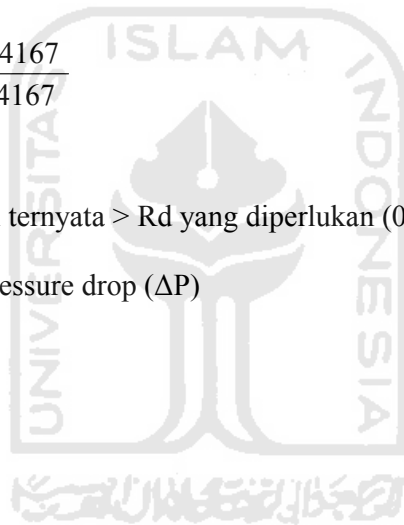 4167
4167
ternyata > Rd yang diperlukan (0
essure drop (ΔP)
ISLAM
UNIVERSITAS
INDONESIA